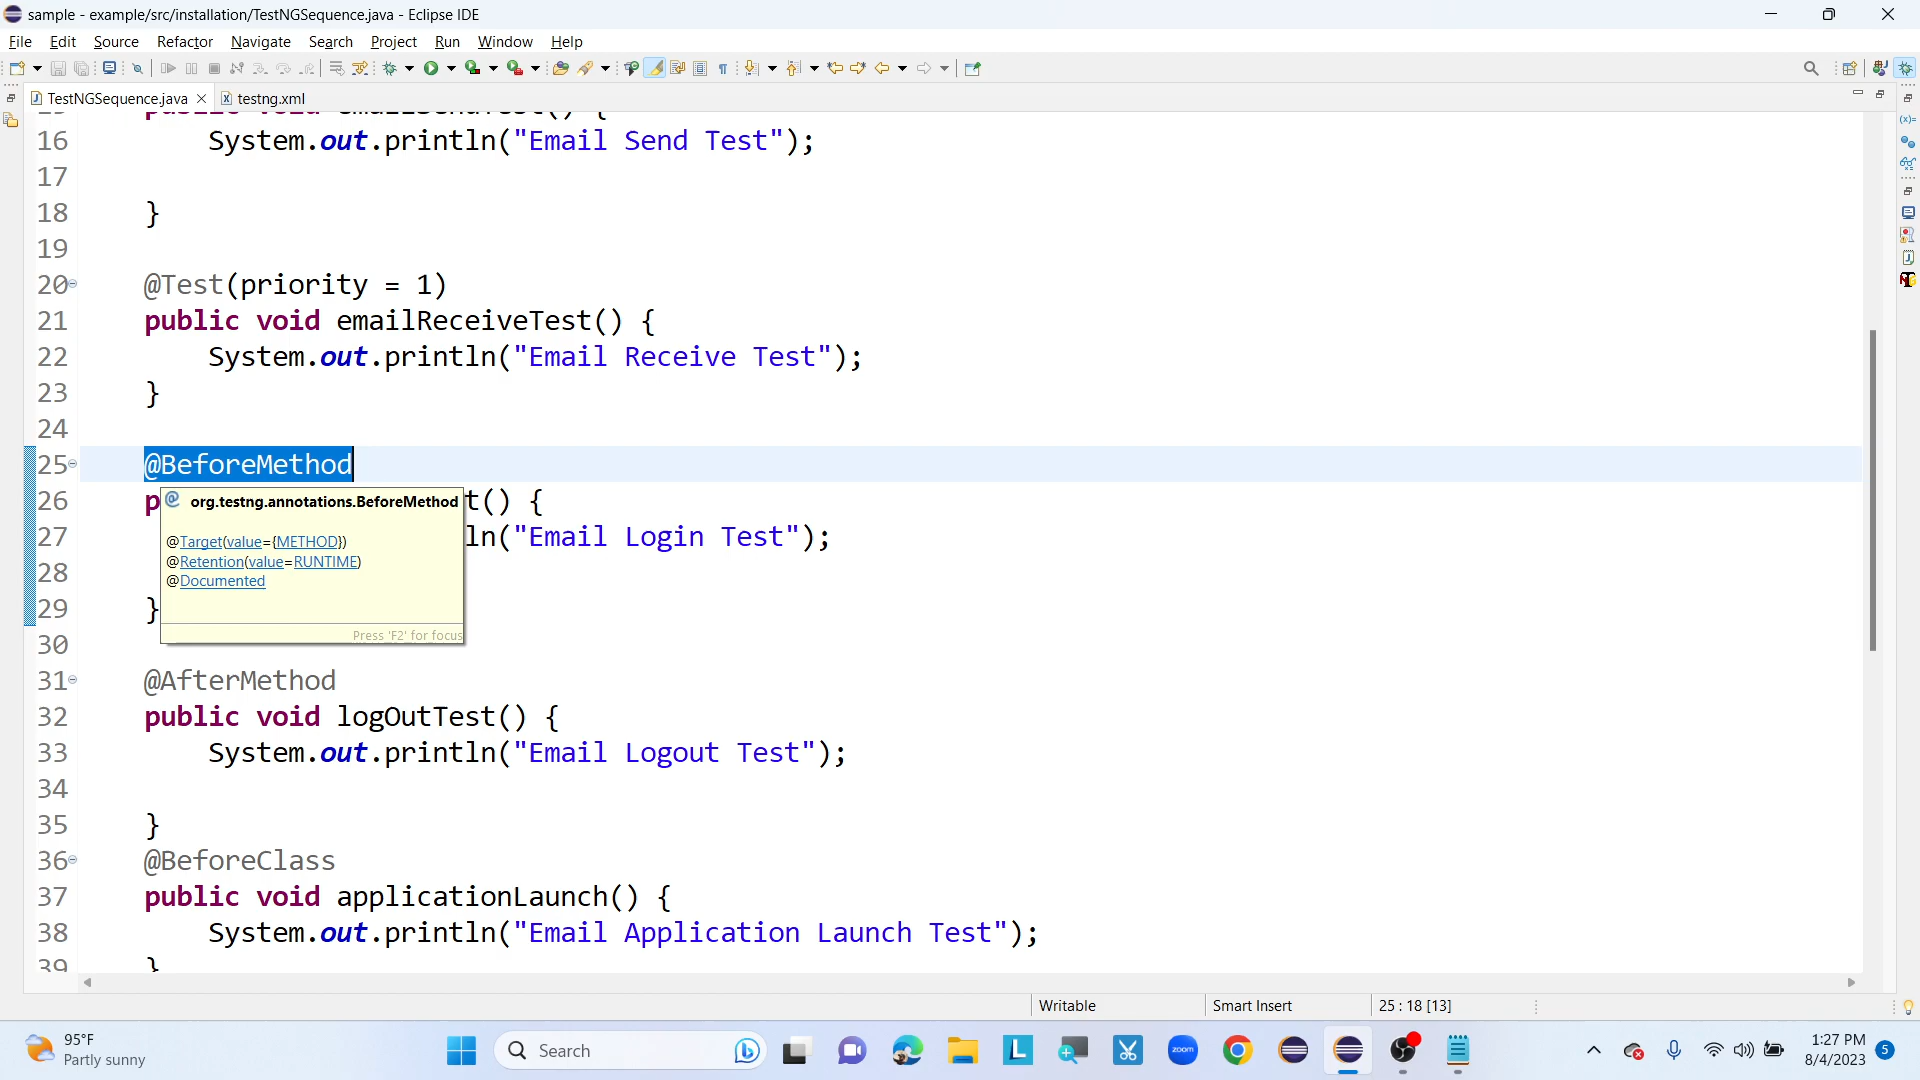 sample - example/src/installation/TestNGSequence.java - Eclipse IDE
File Edit Source Refactor Navigate Search Project Run Window Help
TestNGSequence.java testng.xml
16 System.out.println("Email Send Test");
17
18 }
19
20 @Test(priority = 1)
21 public void emailReceiveTest() {
22 System.out.println("Email Receive Test");
23 }
24
25 @BeforeMethod
26 p org.testng.annotations.BeforeMethod t() {
27 ln("Email Login Test");
@Target(value={METHOD})
@Retention(value=RUNTIME)
28
@Documented
29 }
Press 'F2' for focus
30
31 @AfterMethod
32 public void logOutTest() {
33 System.out.println("Email Logout Test");
34
35 }
36 @BeforeClass
37 public void applicationLaunch() {
38 System.out.println("Email Application Launch Test");
39 }
Writable Smart Insert 25 : 18 [13]
95°F
Partly sunny
Search
zoom
1:27 PM
8/4/2023
5